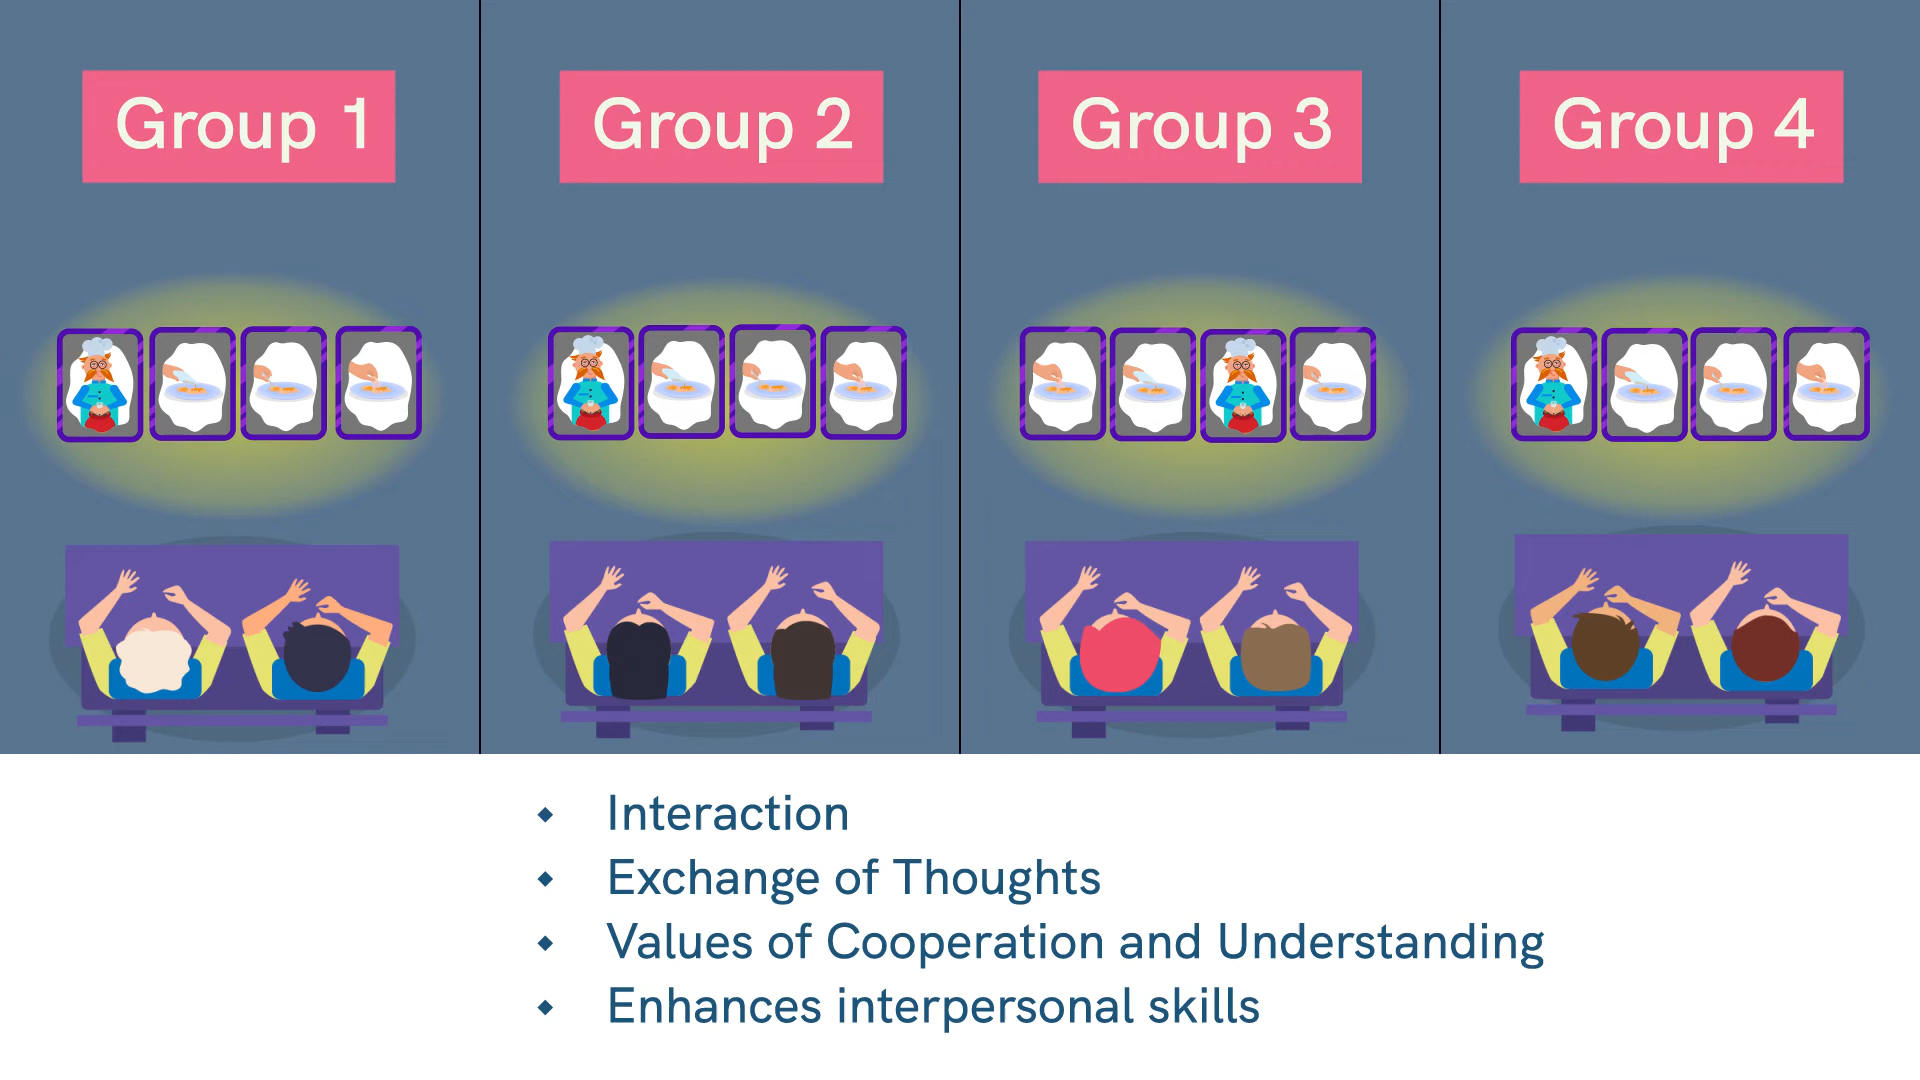 Group 1
Group 2
Group 3
Group 4
Interaction
Exchange of Thoughts
Values of Cooperation and Understanding
Enhances interpersonal skills